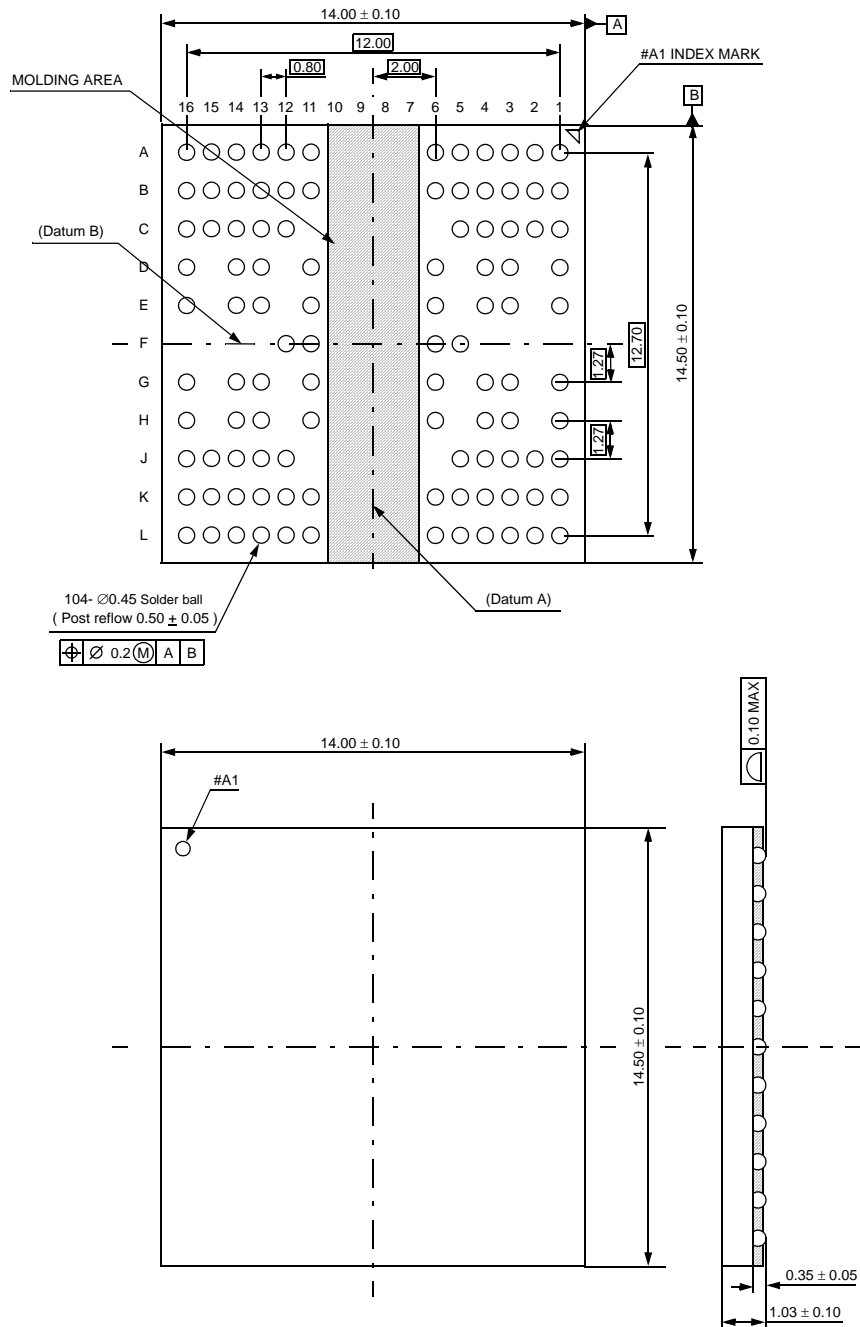 14.00 ± 0.10
A
12.00
#A1 INDEX MARK
0.80
2.00
MOLDING AREA
B
16 15 14 13 12 11 10 9 8 7 6 5 4 3 2 1
A
B
C
(Datum B)
D
E
F
G
H
J
K
L
1.27
1.27
12.70
14.50 ± 0.10
104- ∅0.45 Solder ball
(Datum A)
( Post reflow 0.50 ± 0.05 )
⌖ ∅ 0.2 Ⓜ A B
0.10 MAX
14.00 ± 0.10
#A1
14.50 ± 0.10
0.35 ± 0.05
1.03 ± 0.10